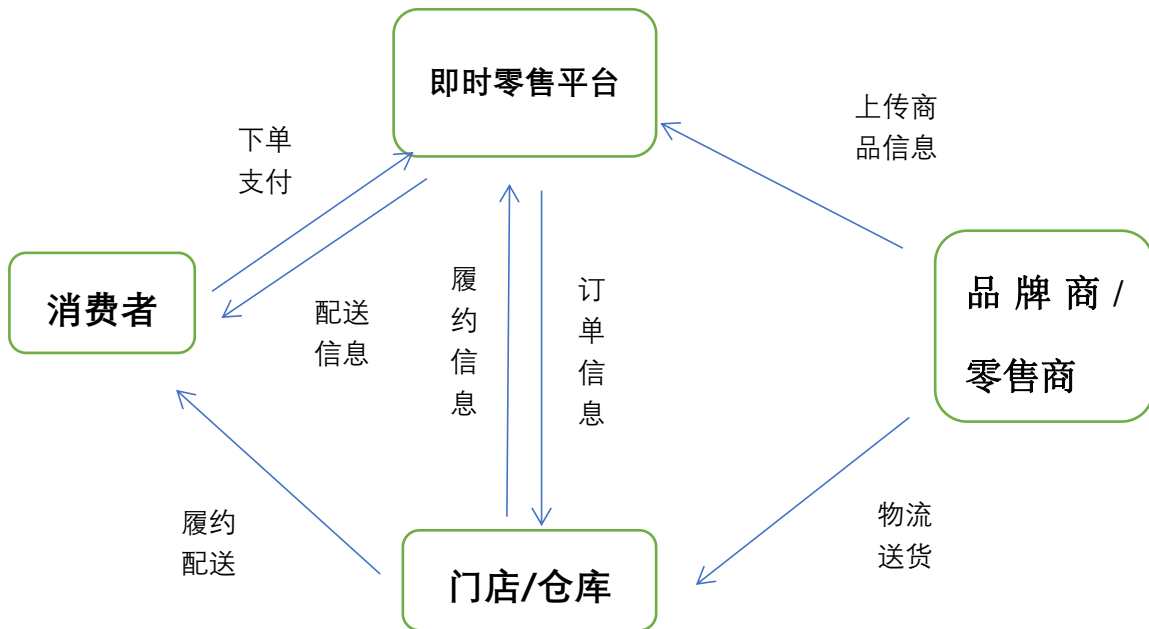 即时零售平台
上传商
品信息
下单
支付
消费者
配送
信息
履
约
信
息
订
单
信
息
品 牌 商 /
零售商
履约
配送
门店/仓库
物流
送货